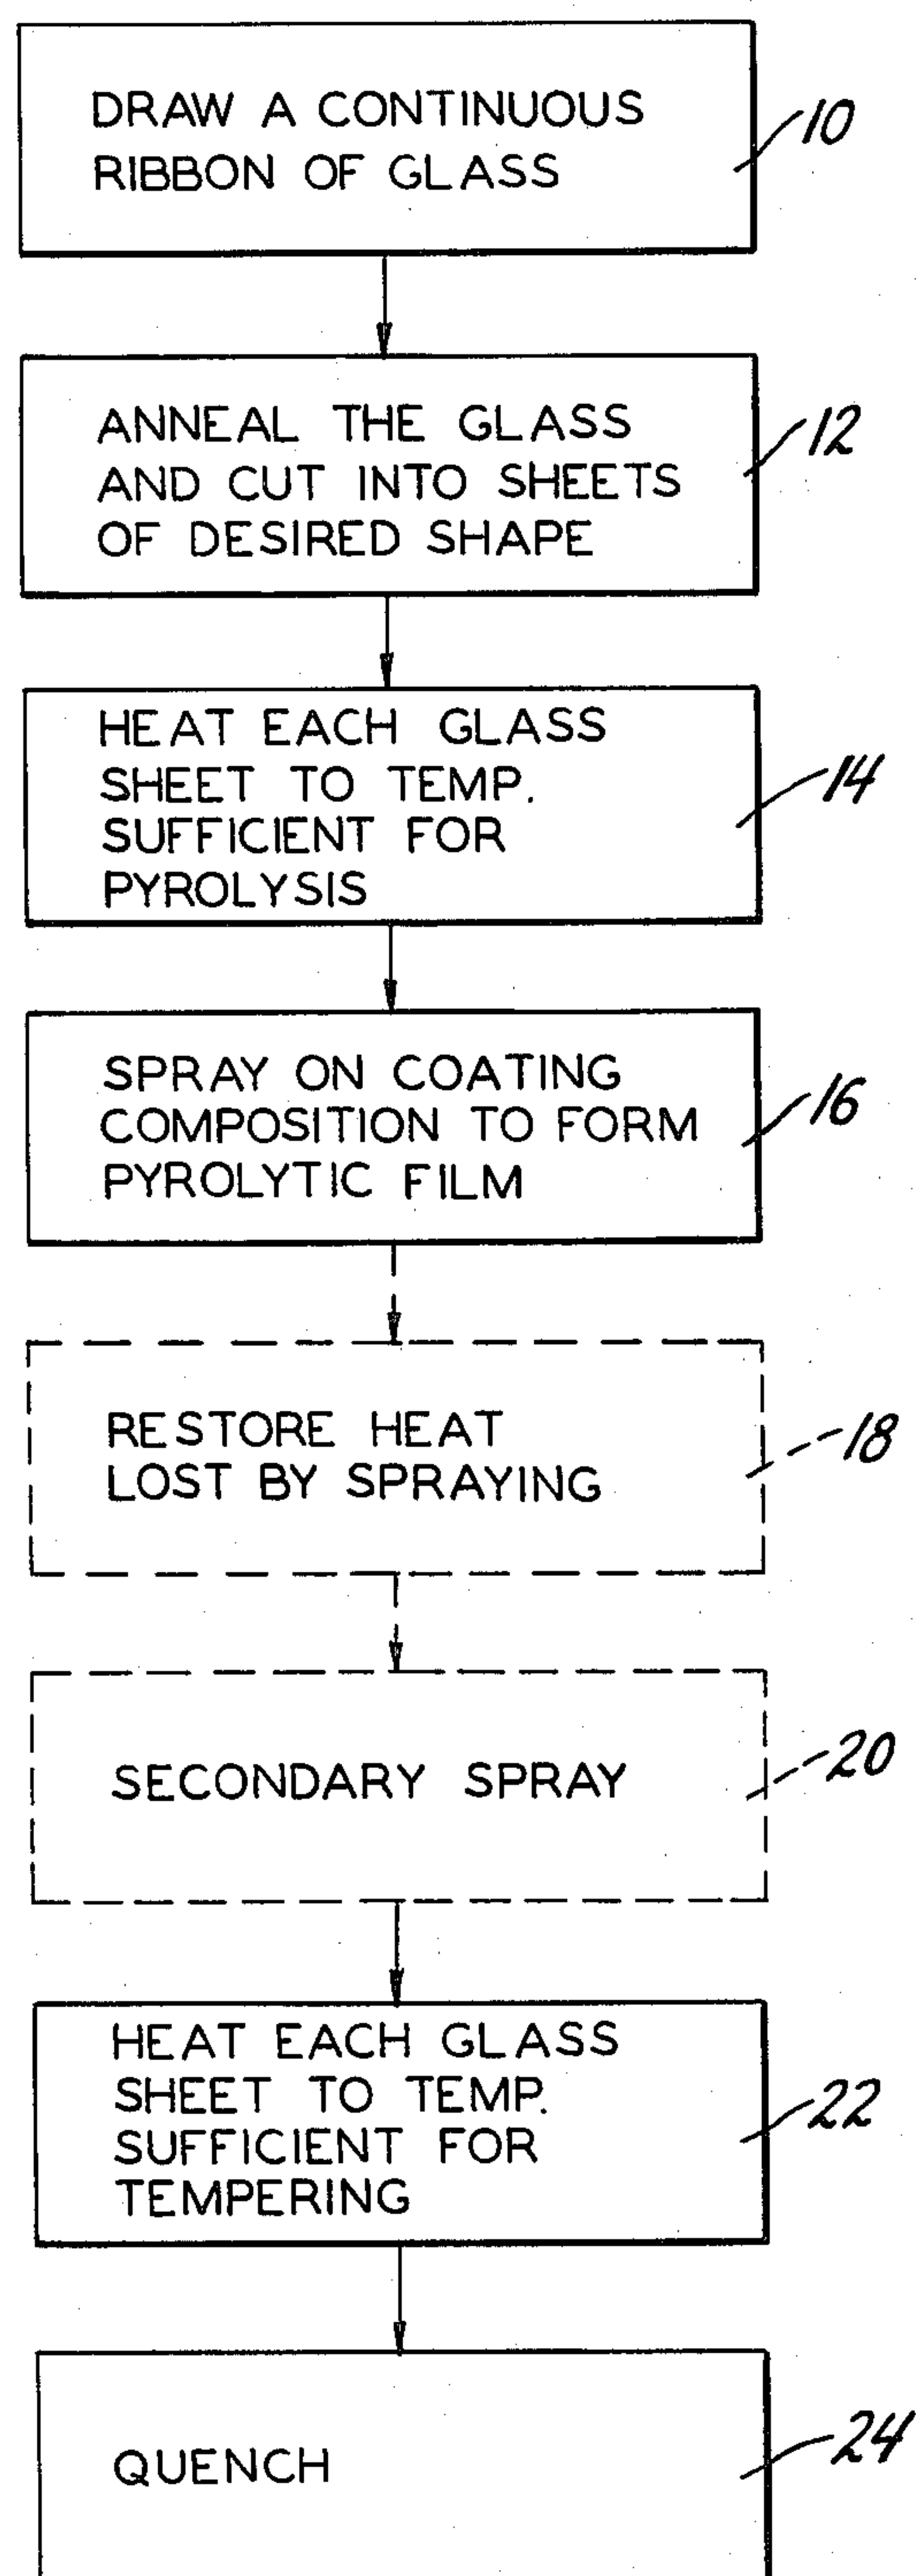 DRAW A CONTINUOUS
RIBBON OF GLASS
10
ANNEAL THE GLASS
AND CUT INTO SHEETS
OF DESIRED SHAPE
12
HEAT EACH GLASS
SHEET TO TEMP.
SUFFICIENT FOR
PYROLYSIS
14
SPRAY ON COATING
COMPOSITION TO FORM
PYROLYTIC FILM
16
RESTORE HEAT
LOST BY SPRAYING
18
SECONDARY SPRAY
20
HEAT EACH GLASS
SHEET TO TEMP.
SUFFICIENT FOR
TEMPERING
22
QUENCH
24